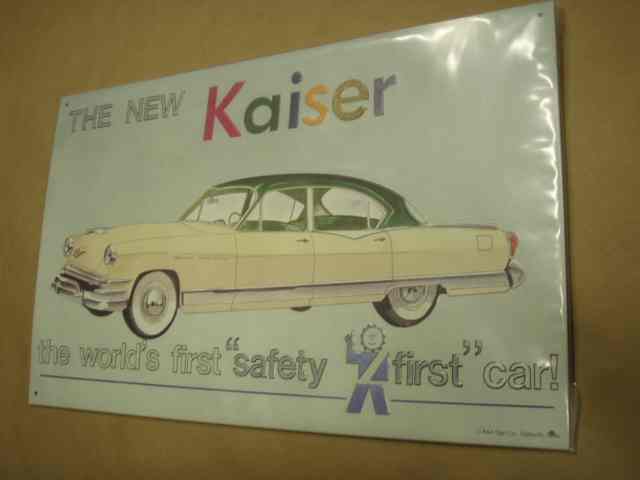 THE NEW Kaiser
the world's first "safety first" car!